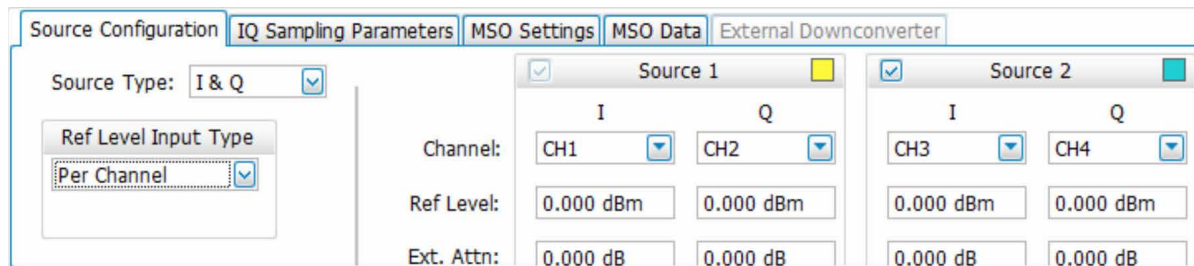 Source Configuration IQ Sampling Parameters MSO Settings MSO Data External Downconverter
Source Type: I & Q
Source 1 Source 2
Ref Level Input Type
I Q I Q
Per Channel
Channel: CH1 CH2 CH3 CH4
Ref Level: 0.000 dBm 0.000 dBm 0.000 dBm 0.000 dBm
Ext. Attn: 0.000 dB 0.000 dB 0.000 dB 0.000 dB